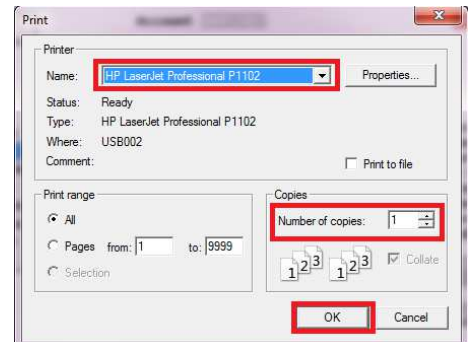 Print
Printer
Name: HP LaserJet Professional P1102 Properties...
Status: Ready
Type: HP LaserJet Professional P1102
Where: USB002
Comment: Print to file
Print range
All
Pages from: 1 to: 9999
Selection
Copies
Number of copies: 1
1 2 3 1 2 3 Collate
OK Cancel